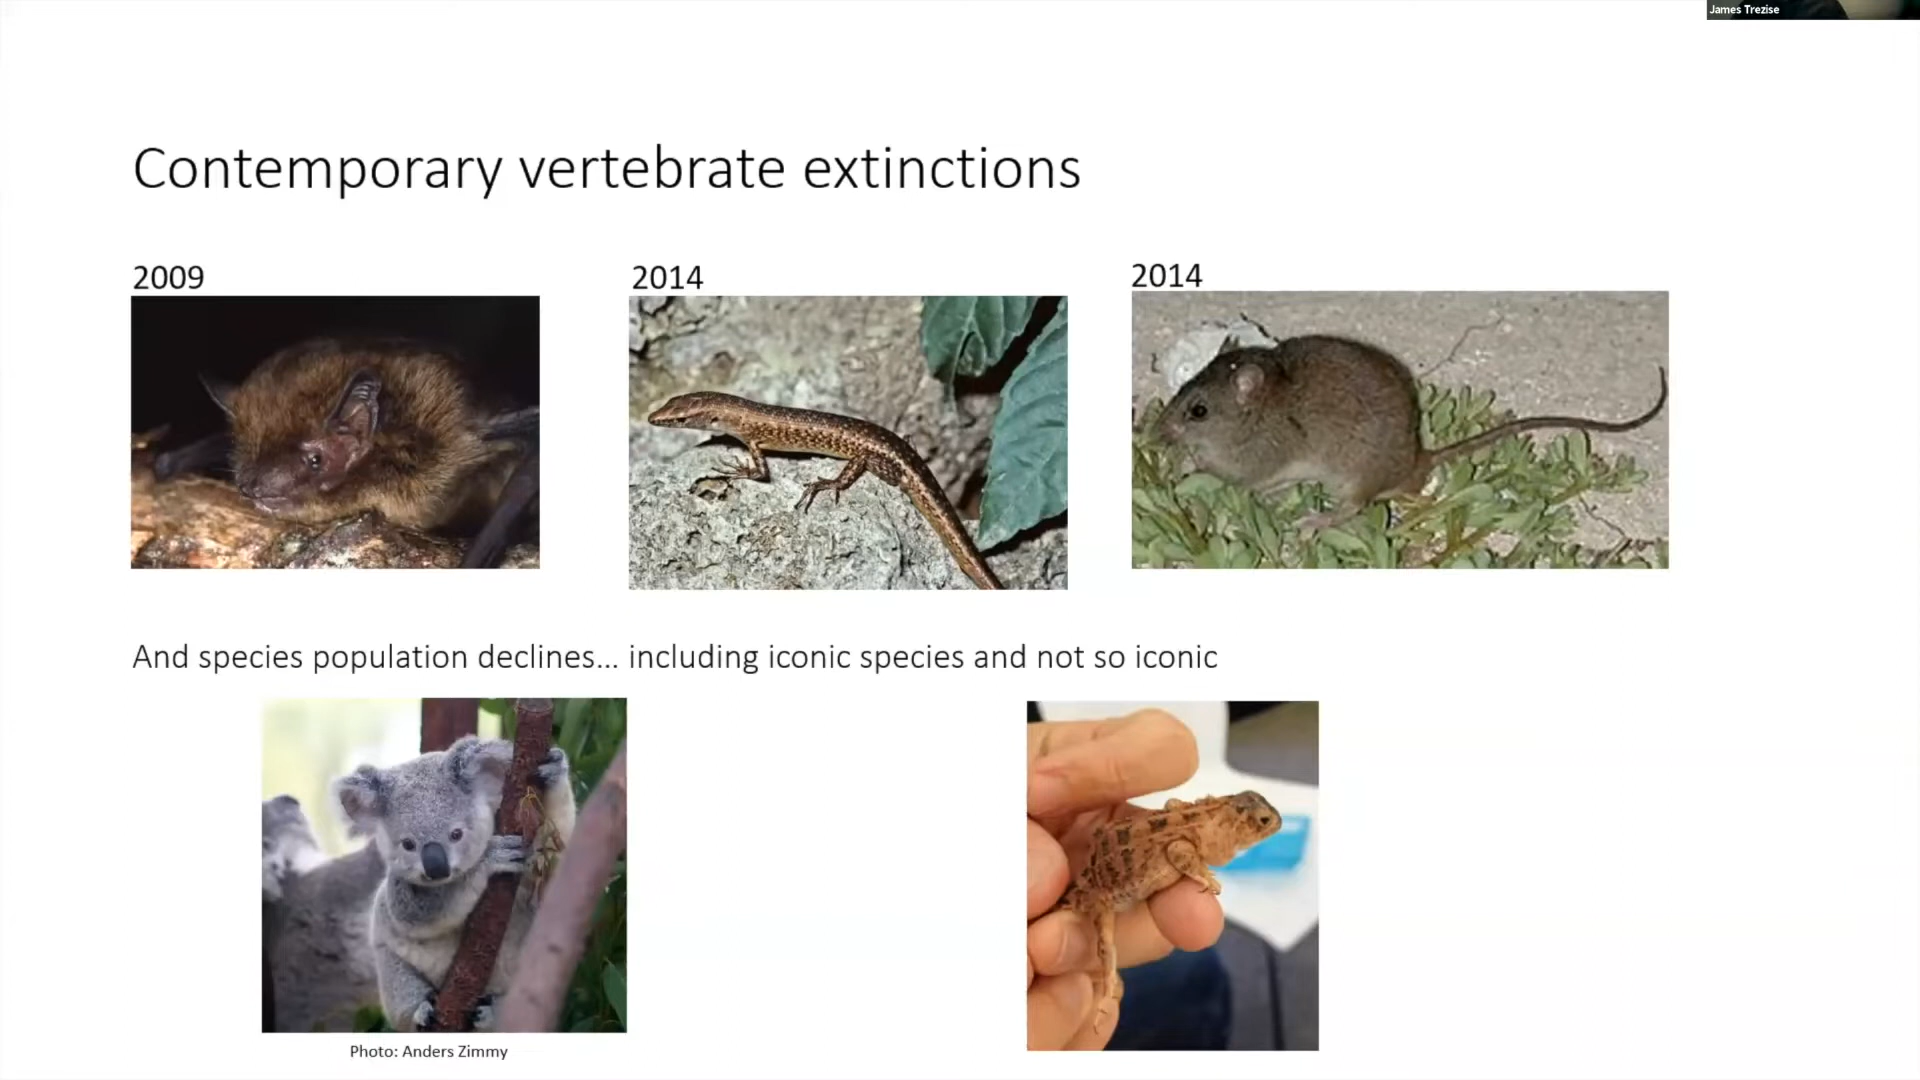 James Trezise
Contemporary vertebrate extinctions
2009
2014
2014
And species population declines... including iconic species and not so iconic
Photo: Anders Zimmy